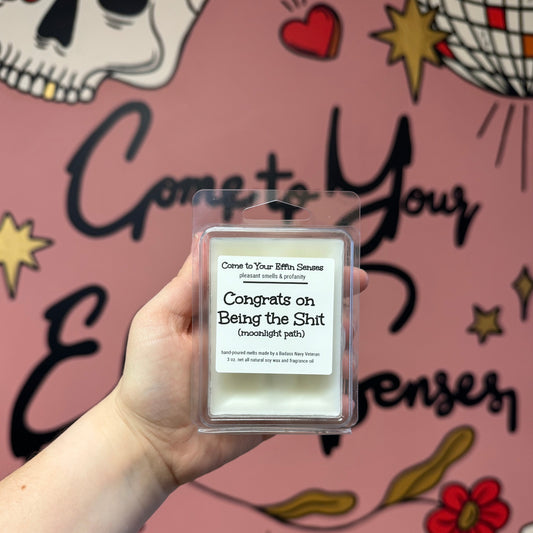 Come to Your
E Senses
Come to Your Effin Senses
pleasant smells & profanity
Congrats on
Being the Shit
(moonlight path)
hand-poured melts made by a Badass Navy Veteran
3 oz. net all natural soy wax and fragrance oil